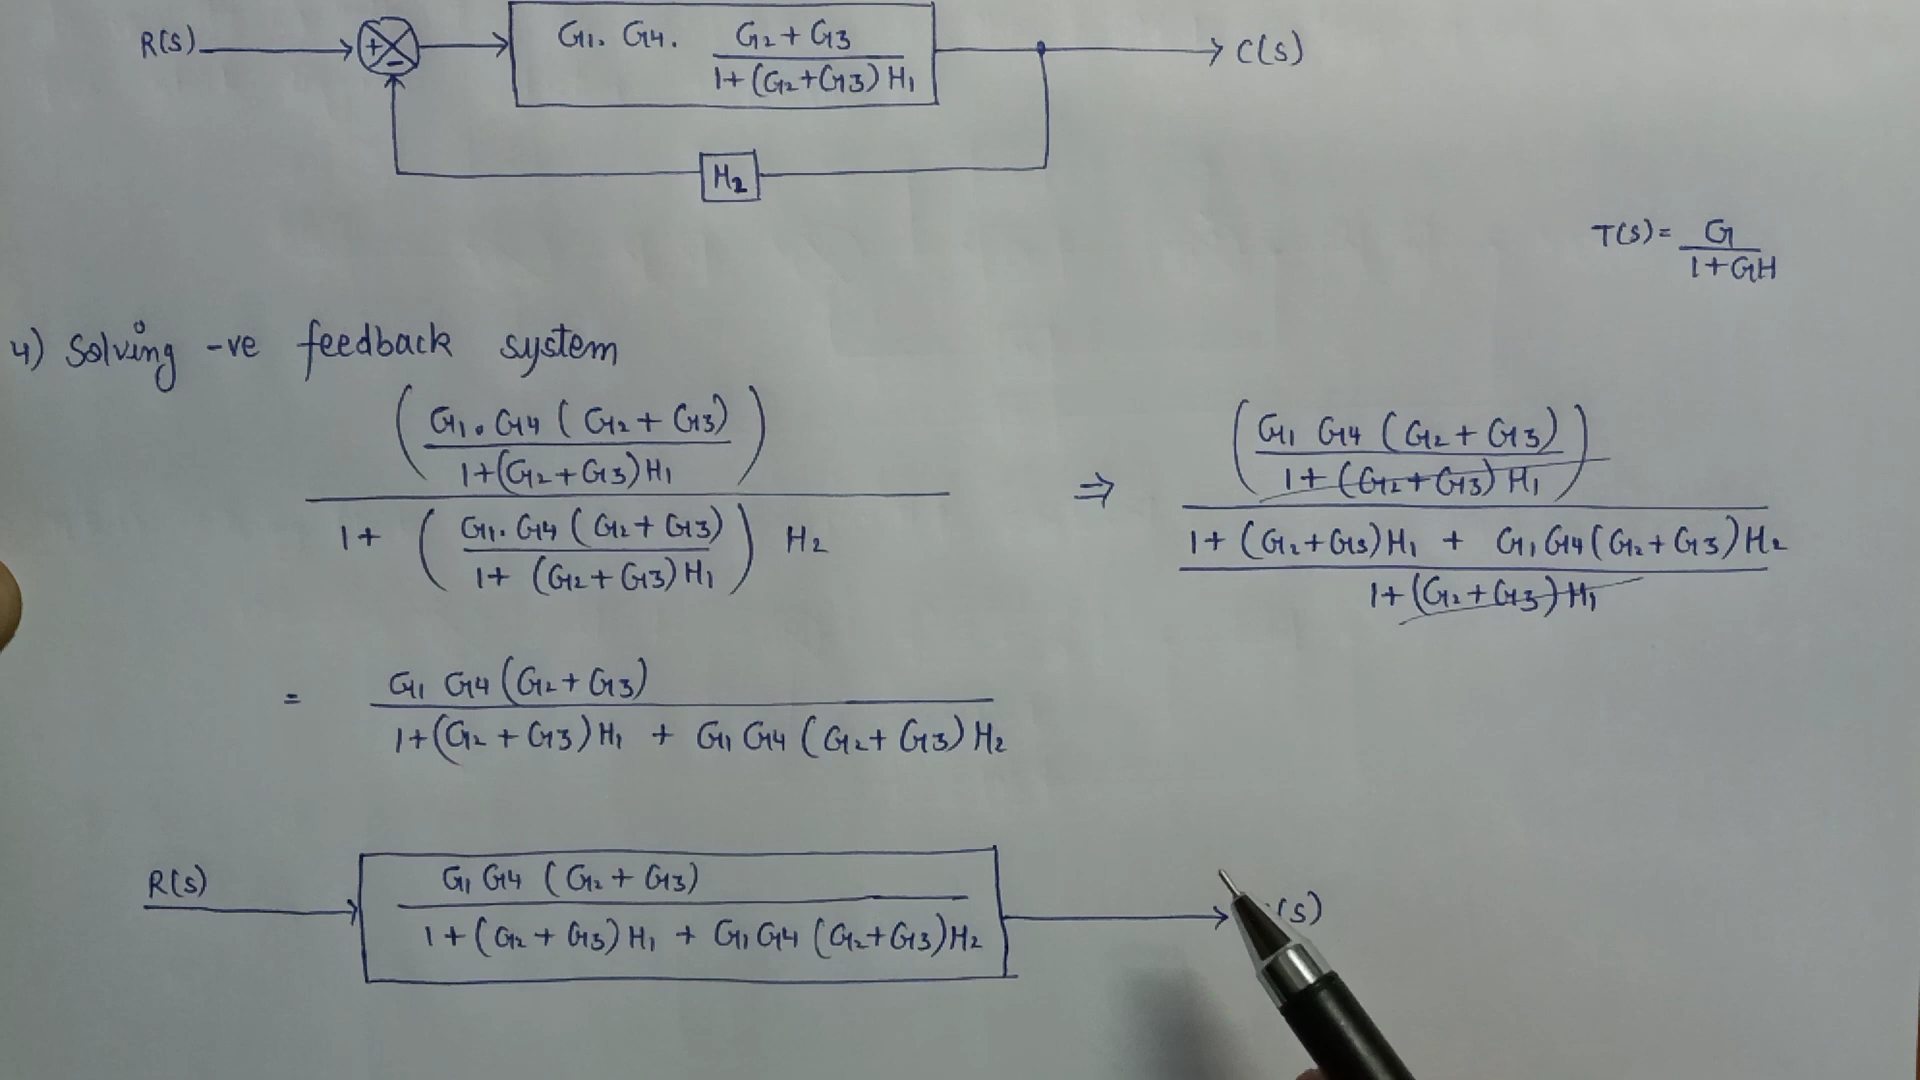 R(s) + - G1. G4. G2 + G3 / 1+(G2+G3) H1 C(s)
H2
T(s) = G / 1+GH
4) Solving -ve feedback system
(G1. G4 (G2 + G3) / 1+(G2+G3)H1) / 1+ (G1. G4 (G2 + G3) / 1+ (G2+G3)H1) H2 ⇒ (G1 G4 (G2+G3) / 1+ (G2+G3) H1) / 1+ (G2+G3)H1 + G1G4(G2+G3)H2 / 1+(G2+G3)H1
= G1 G4 (G2+G3) / 1+(G2+G3)H1 + G1 G4 (G2+G3)H2
R(s) G1 G4 (G2+G3) / 1+(G2+G3)H1 + G1G4 (G2+G3)H2 (s)